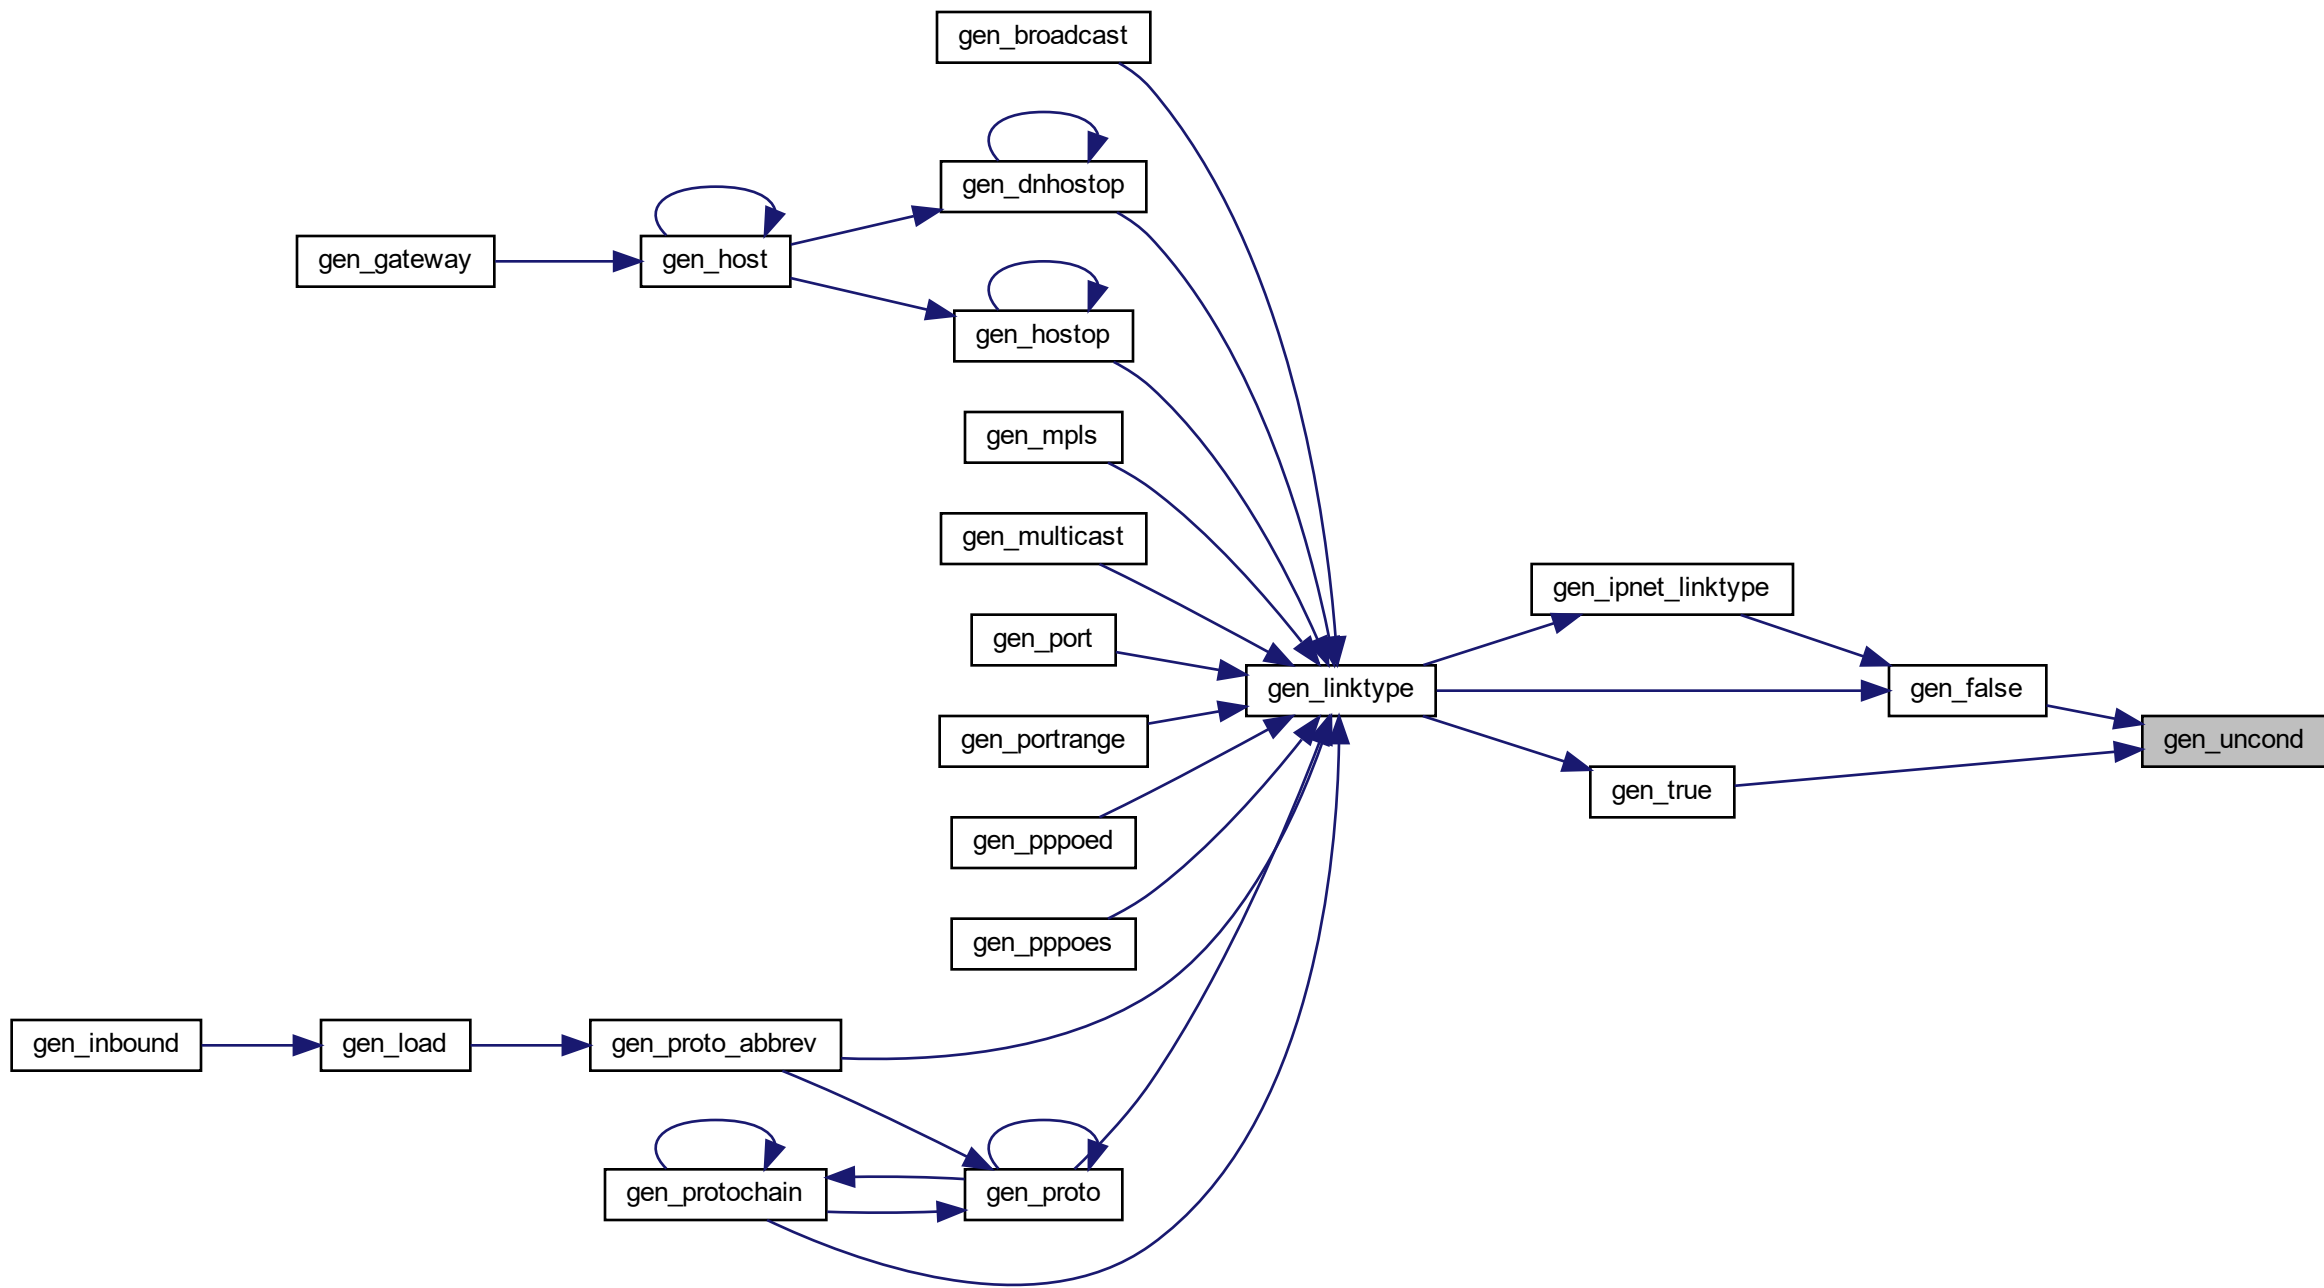 gen_broadcast
gen_dnhostop
gen_gateway
gen_host
gen_hostop
gen_mpls
gen_multicast
gen_ipnet_linktype
gen_port
gen_linktype
gen_false
gen_portrange
gen_uncond
gen_true
gen_pppoed
gen_pppoes
gen_inbound
gen_load
gen_proto_abbrev
gen_protochain
gen_proto